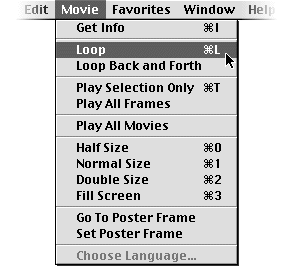 Edit Movie Favorites Window Help
Get Info ⌘I
Loop ⌘L
Loop Back and Forth
Play Selection Only ⌘T
Play All Frames
Play All Movies
Half Size ⌘0
Normal Size ⌘1
Double Size ⌘2
Fill Screen ⌘3
Go To Poster Frame
Set Poster Frame
Choose Language...